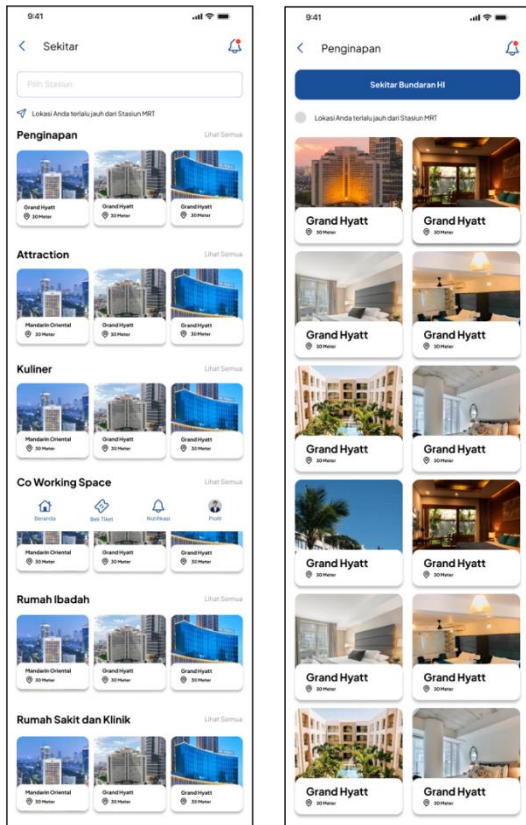 9:41
Sekitar
Pilih Stasiun
Lokasi Anda terlalu jauh dari Stasiun MRT
Penginapan Lihat Semua
Grand Hyatt Grand Hyatt Grand Hyatt
30 Meter 30 Meter 30 Meter
Attraction Lihat Semua
Mandarin Oriental Grand Hyatt Grand Hyatt
30 Meter 30 Meter 30 Meter
Kuliner Lihat Semua
Mandarin Oriental Grand Hyatt Grand Hyatt
30 Meter 30 Meter 30 Meter
Co Working Space Lihat Semua
Beranda Beli Tiket Notifikasi Profil
Mandarin Oriental Grand Hyatt Grand Hyatt
30 Meter 30 Meter 30 Meter
Rumah Ibadah Lihat Semua
Mandarin Oriental Grand Hyatt Grand Hyatt
30 Meter 30 Meter 30 Meter
Rumah Sakit dan Klinik Lihat Semua
Mandarin Oriental Grand Hyatt Grand Hyatt
30 Meter 30 Meter 30 Meter
9:41
Penginapan
Sekitar Bundaran HI
Lokasi Anda terlalu jauh dari Stasiun MRT
Grand Hyatt Grand Hyatt
30 Meter 30 Meter
Grand Hyatt Grand Hyatt
30 Meter 30 Meter
Grand Hyatt Grand Hyatt
30 Meter 30 Meter
Grand Hyatt Grand Hyatt
30 Meter 30 Meter
Grand Hyatt Grand Hyatt
30 Meter 30 Meter
Grand Hyatt Grand Hyatt
30 Meter 30 Meter